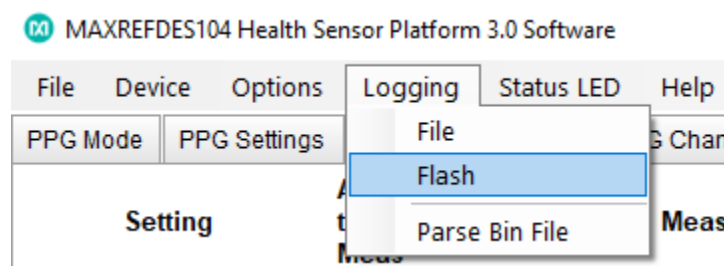 MAXREFDES104 Health Sensor Platform 3.0 Software
File Device Options Logging Status LED Help
PPG Mode PPG Settings
File
Flash
Setting Meas
Parse Bin File